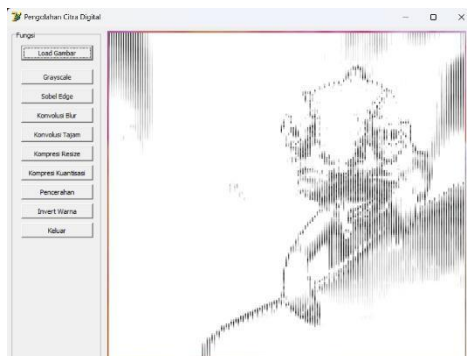 Pengolahan Citra Digital
Fungsi
Load Gambar
Grayscale
Sobel Edge
Konvolusi Blur
Konvolusi Tajam
Kompresi Resize
Kompresi Kuantisasi
Pencerahan
Invert Warna
Keluar